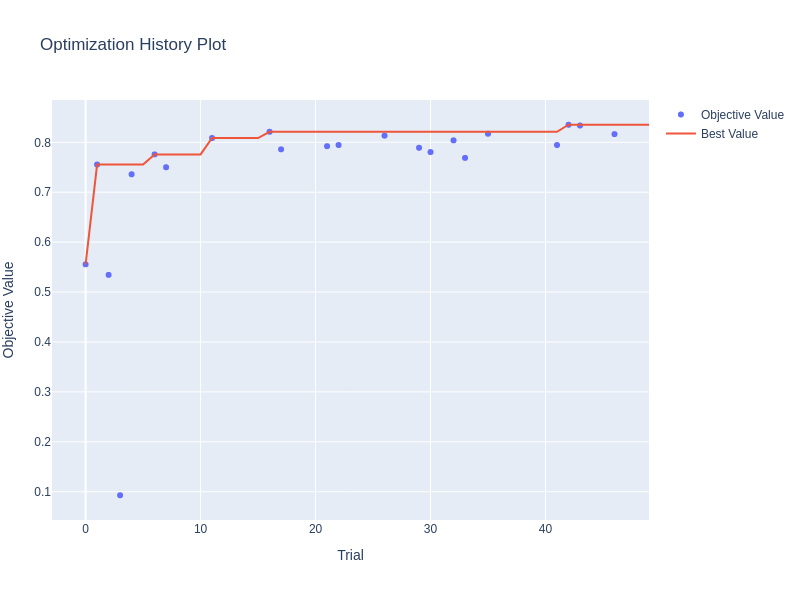 Optimization History Plot
Objective Value
Best Value
0.8
0.7
0.6
0.5
0.4
0.3
0.2
0.1
Objective Value
0
10
20
30
40
Trial